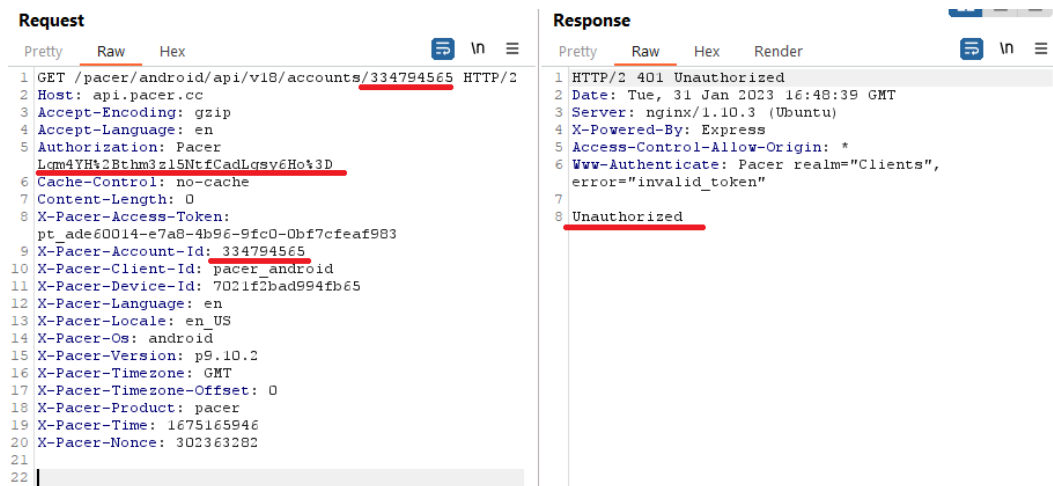 Request
Pretty Raw Hex \n
1 GET /pacer/android/api/v18/accounts/334794565 HTTP/2
2 Host: api.pacer.cc
3 Accept-Encoding: gzip
4 Accept-Language: en
5 Authorization: Pacer
Lqm4YH%2Bthm3zl5NtfCadLqsy6Ho%3D
6 Cache-Control: no-cache
7 Content-Length: 0
8 X-Pacer-Access-Token:
pt_ade60014-e7a8-4b96-9fc0-0bf7cfeaf983
9 X-Pacer-Account-Id: 334794565
10 X-Pacer-Client-Id: pacer_android
11 X-Pacer-Device-Id: 7021f2bad994fb65
12 X-Pacer-Language: en
13 X-Pacer-Locale: en_US
14 X-Pacer-Os: android
15 X-Pacer-Version: p9.10.2
16 X-Pacer-Timezone: GMT
17 X-Pacer-Timezone-Offset: 0
18 X-Pacer-Product: pacer
19 X-Pacer-Time: 1675165946
20 X-Pacer-Nonce: 302363282
21
22
Response
Pretty Raw Hex Render \n
1 HTTP/2 401 Unauthorized
2 Date: Tue, 31 Jan 2023 16:48:39 GMT
3 Server: nginx/1.10.3 (Ubuntu)
4 X-Powered-By: Express
5 Access-Control-Allow-Origin: *
6 Www-Authenticate: Pacer realm="Clients",
error="invalid_token"
7
8 Unauthorized